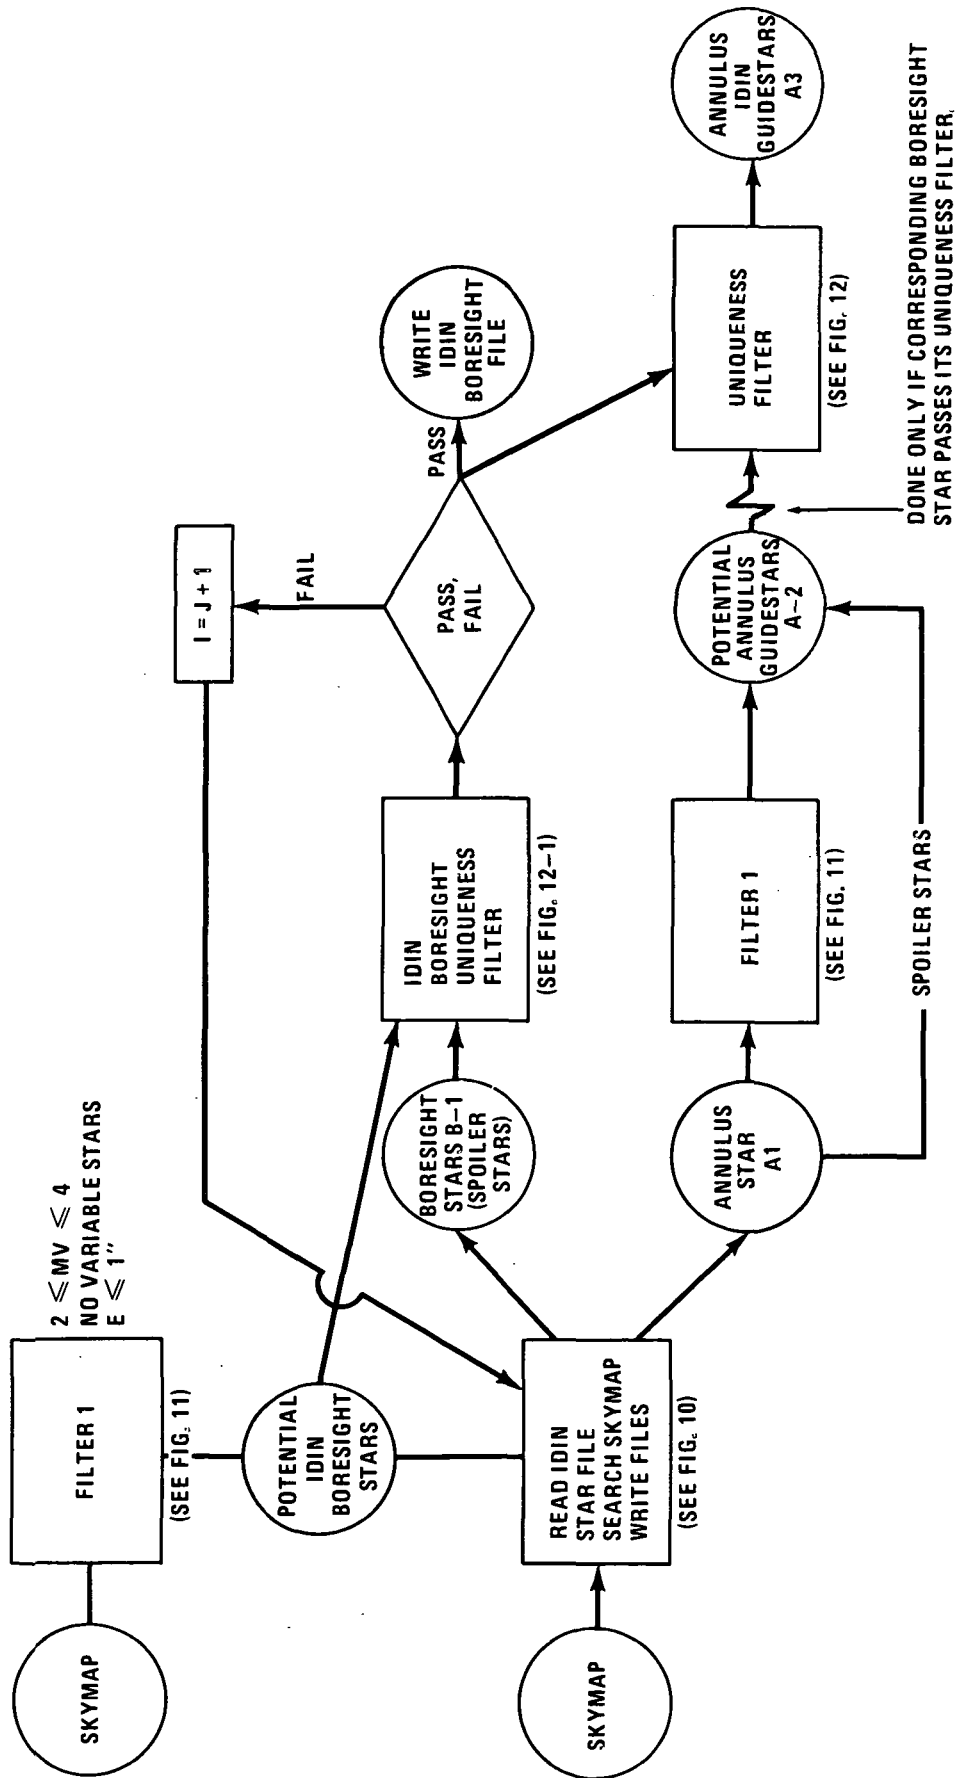 SKYMAP
FILTER 1
(SEE FIG. 11)
2 ≤ MV ≤ 4
NO VARIABLE STARS
E ≤ 1″
POTENTIAL
IDIN
BORESIGHT
STARS
I = J + 1
FAIL
SKYMAP
READ IDIN
STAR FILE
SEARCH SKYMAP
WRITE FILES
(SEE FIG. 10)
BORESIGHT
STARS B-1
(SPOILER
STARS)
IDIN
BORESIGHT
UNIQUENESS
FILTER
(SEE FIG. 12-1)
PASS,
FAIL
PASS
WRITE
IDIN
BORESIGHT
FILE
ANNULUS
STAR
A1
FILTER 1
(SEE FIG. 11)
SPOILER STARS
POTENTIAL
ANNULUS
GUIDESTARS
A-2
UNIQUENESS
FILTER
(SEE FIG. 12)
ANNULUS
IDIN
GUIDESTARS
A3
DONE ONLY IF CORRESPONDING BORESIGHT
STAR PASSES ITS UNIQUENESS FILTER.